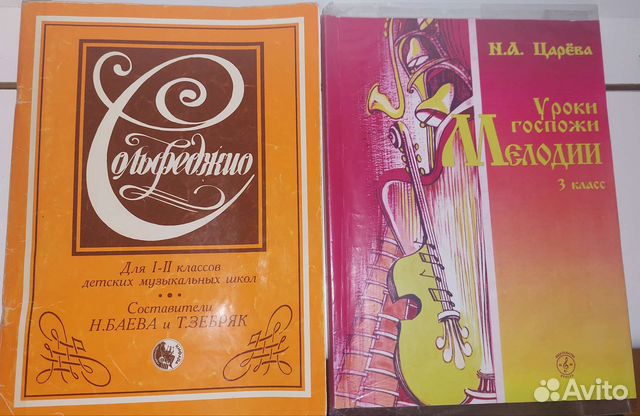 Сольфеджио
Для I-II классов
детских музыкальных школ
Составители
Н.БАЕВА и Т.ЗЕБРЯК
Н.А. Царёва
Уроки
госпожи
Мелодии
3 класс
Avito